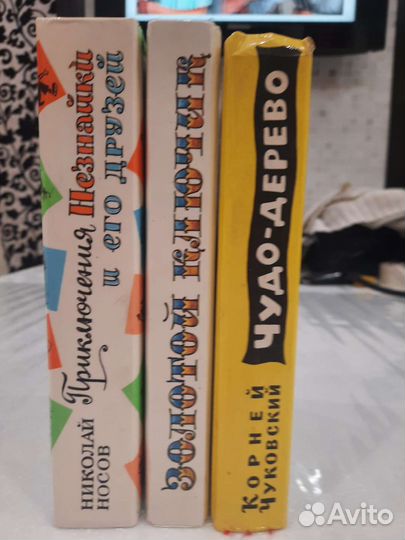 НИКОЛАЙ
НОСОВ
Приключения Незнайки
и его друзей
ЗОЛОТОЙ КЛЮЧИК
КОРНЕЙ
ЧУКОВСКИЙ
ЧУДО-ДЕРЕВО
Avito